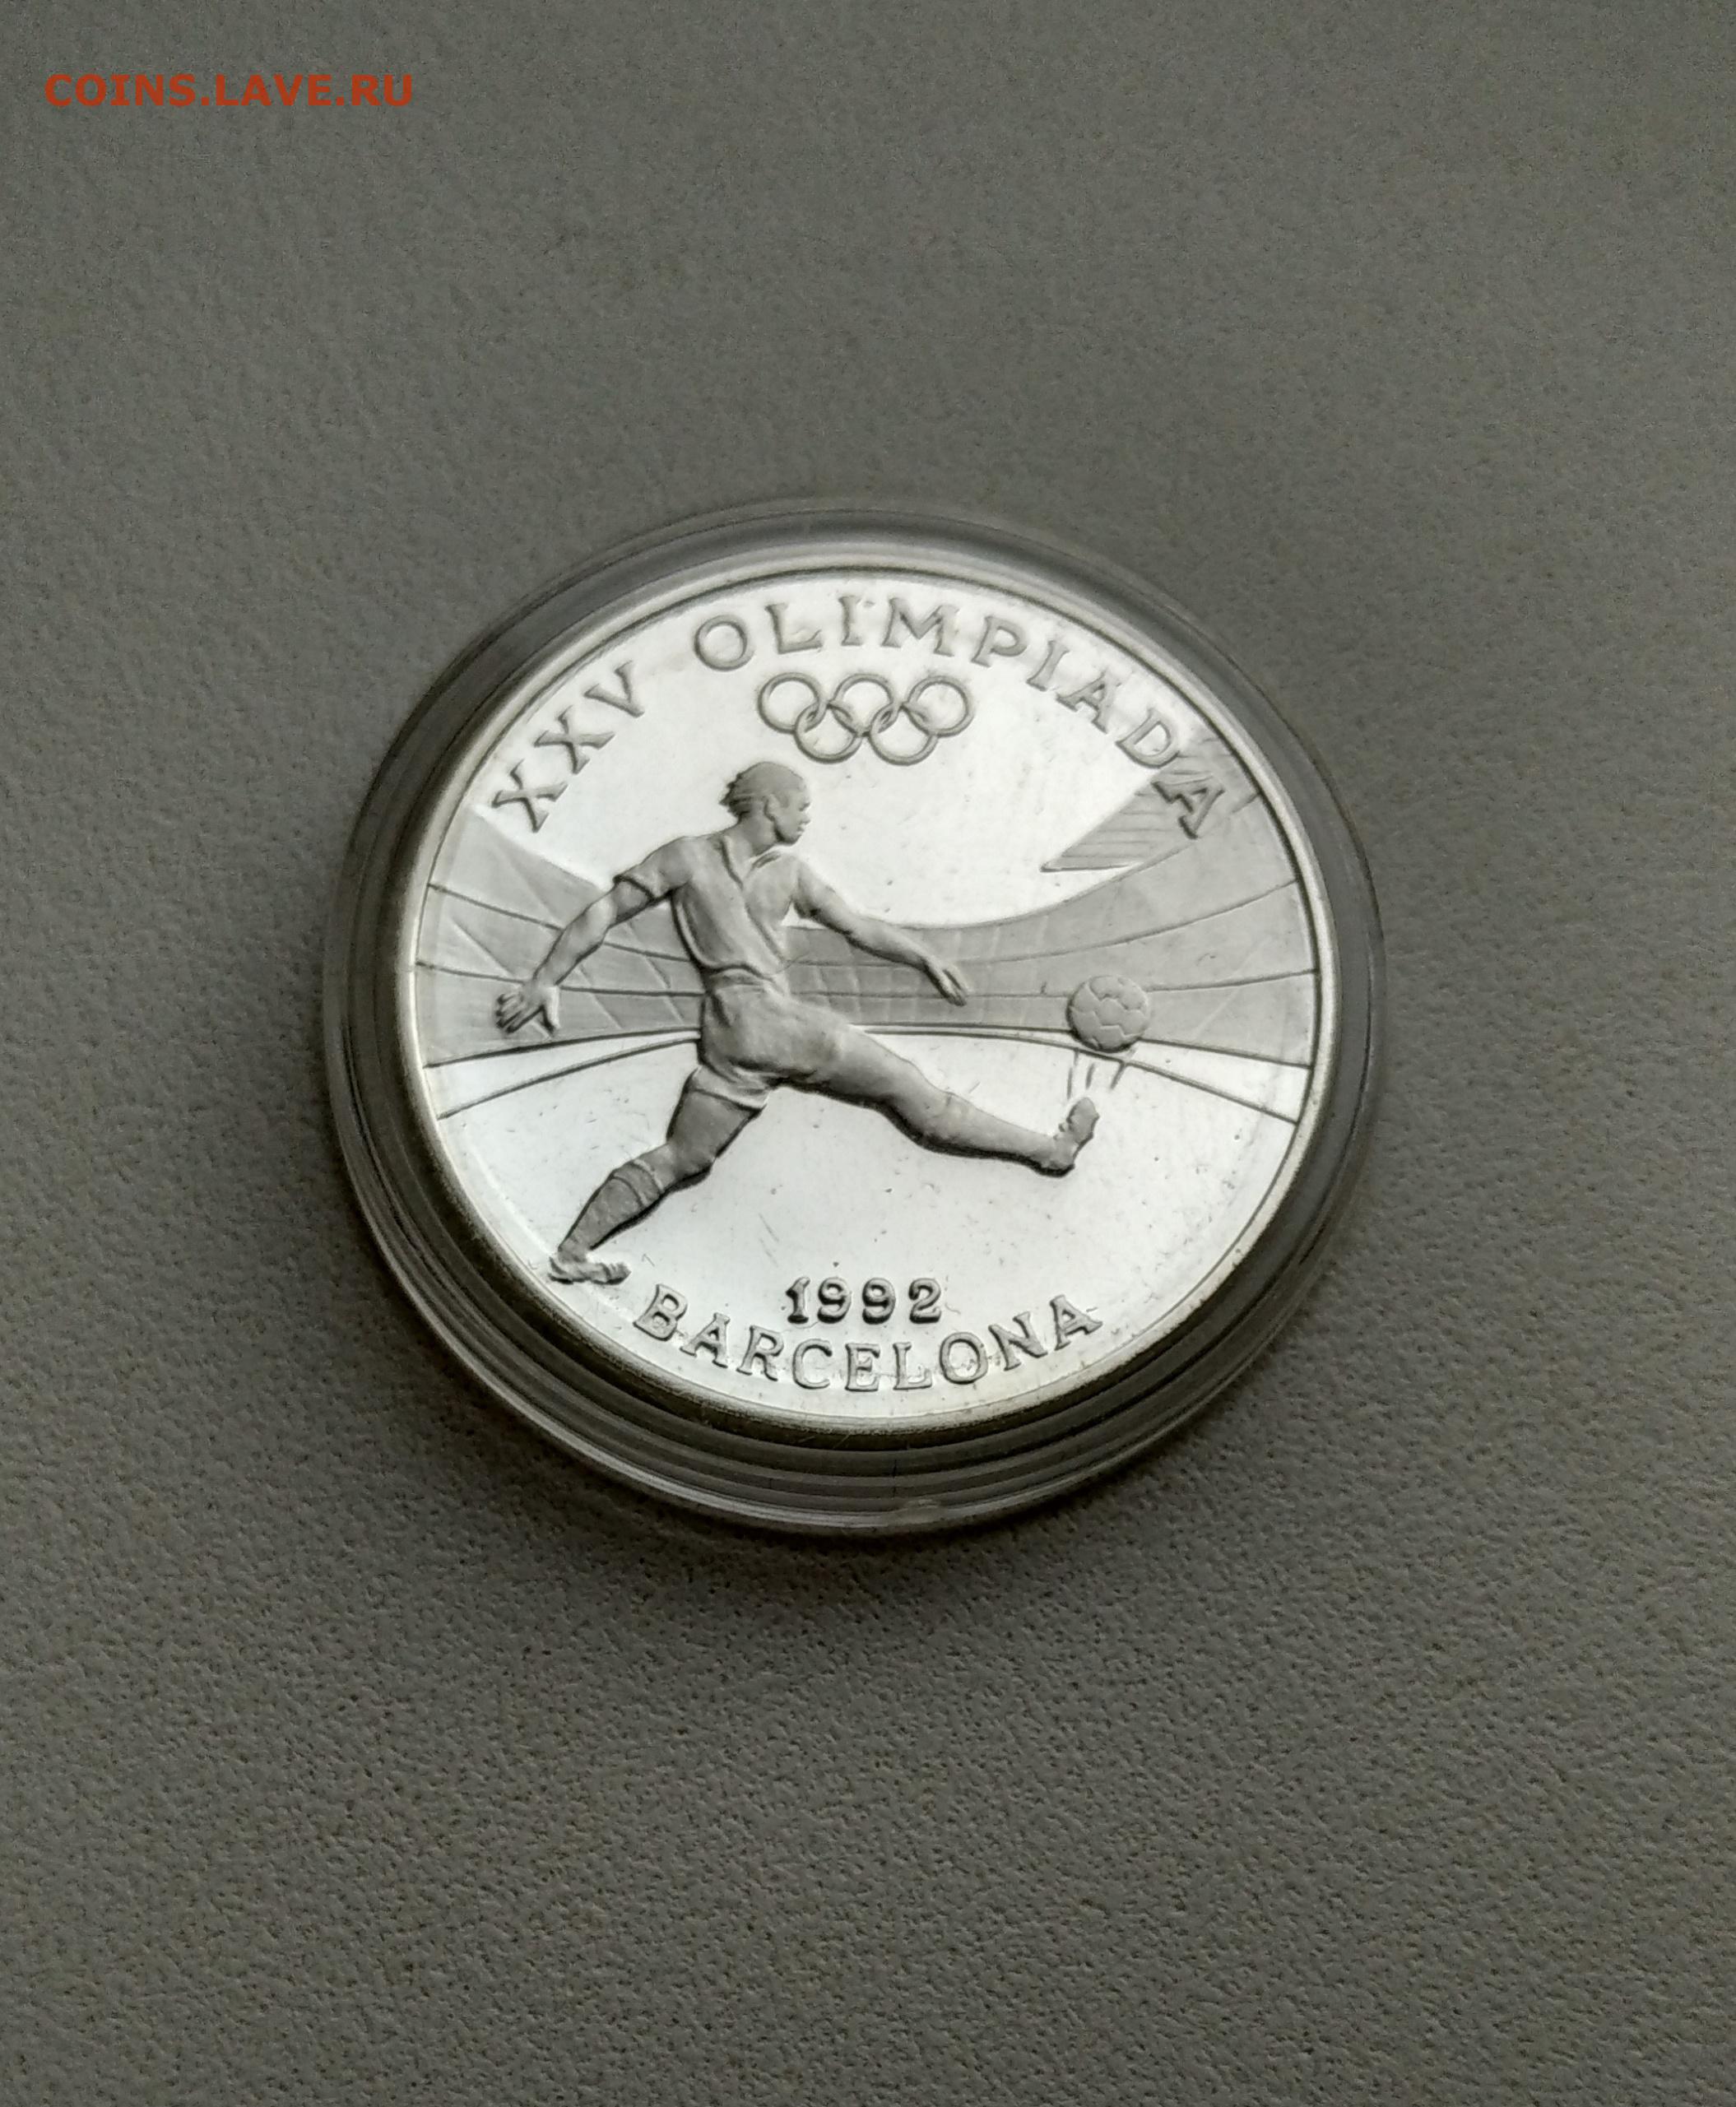 COINS.LAVE.RU
XXV OLIMPIADA
1992
BARCELONA